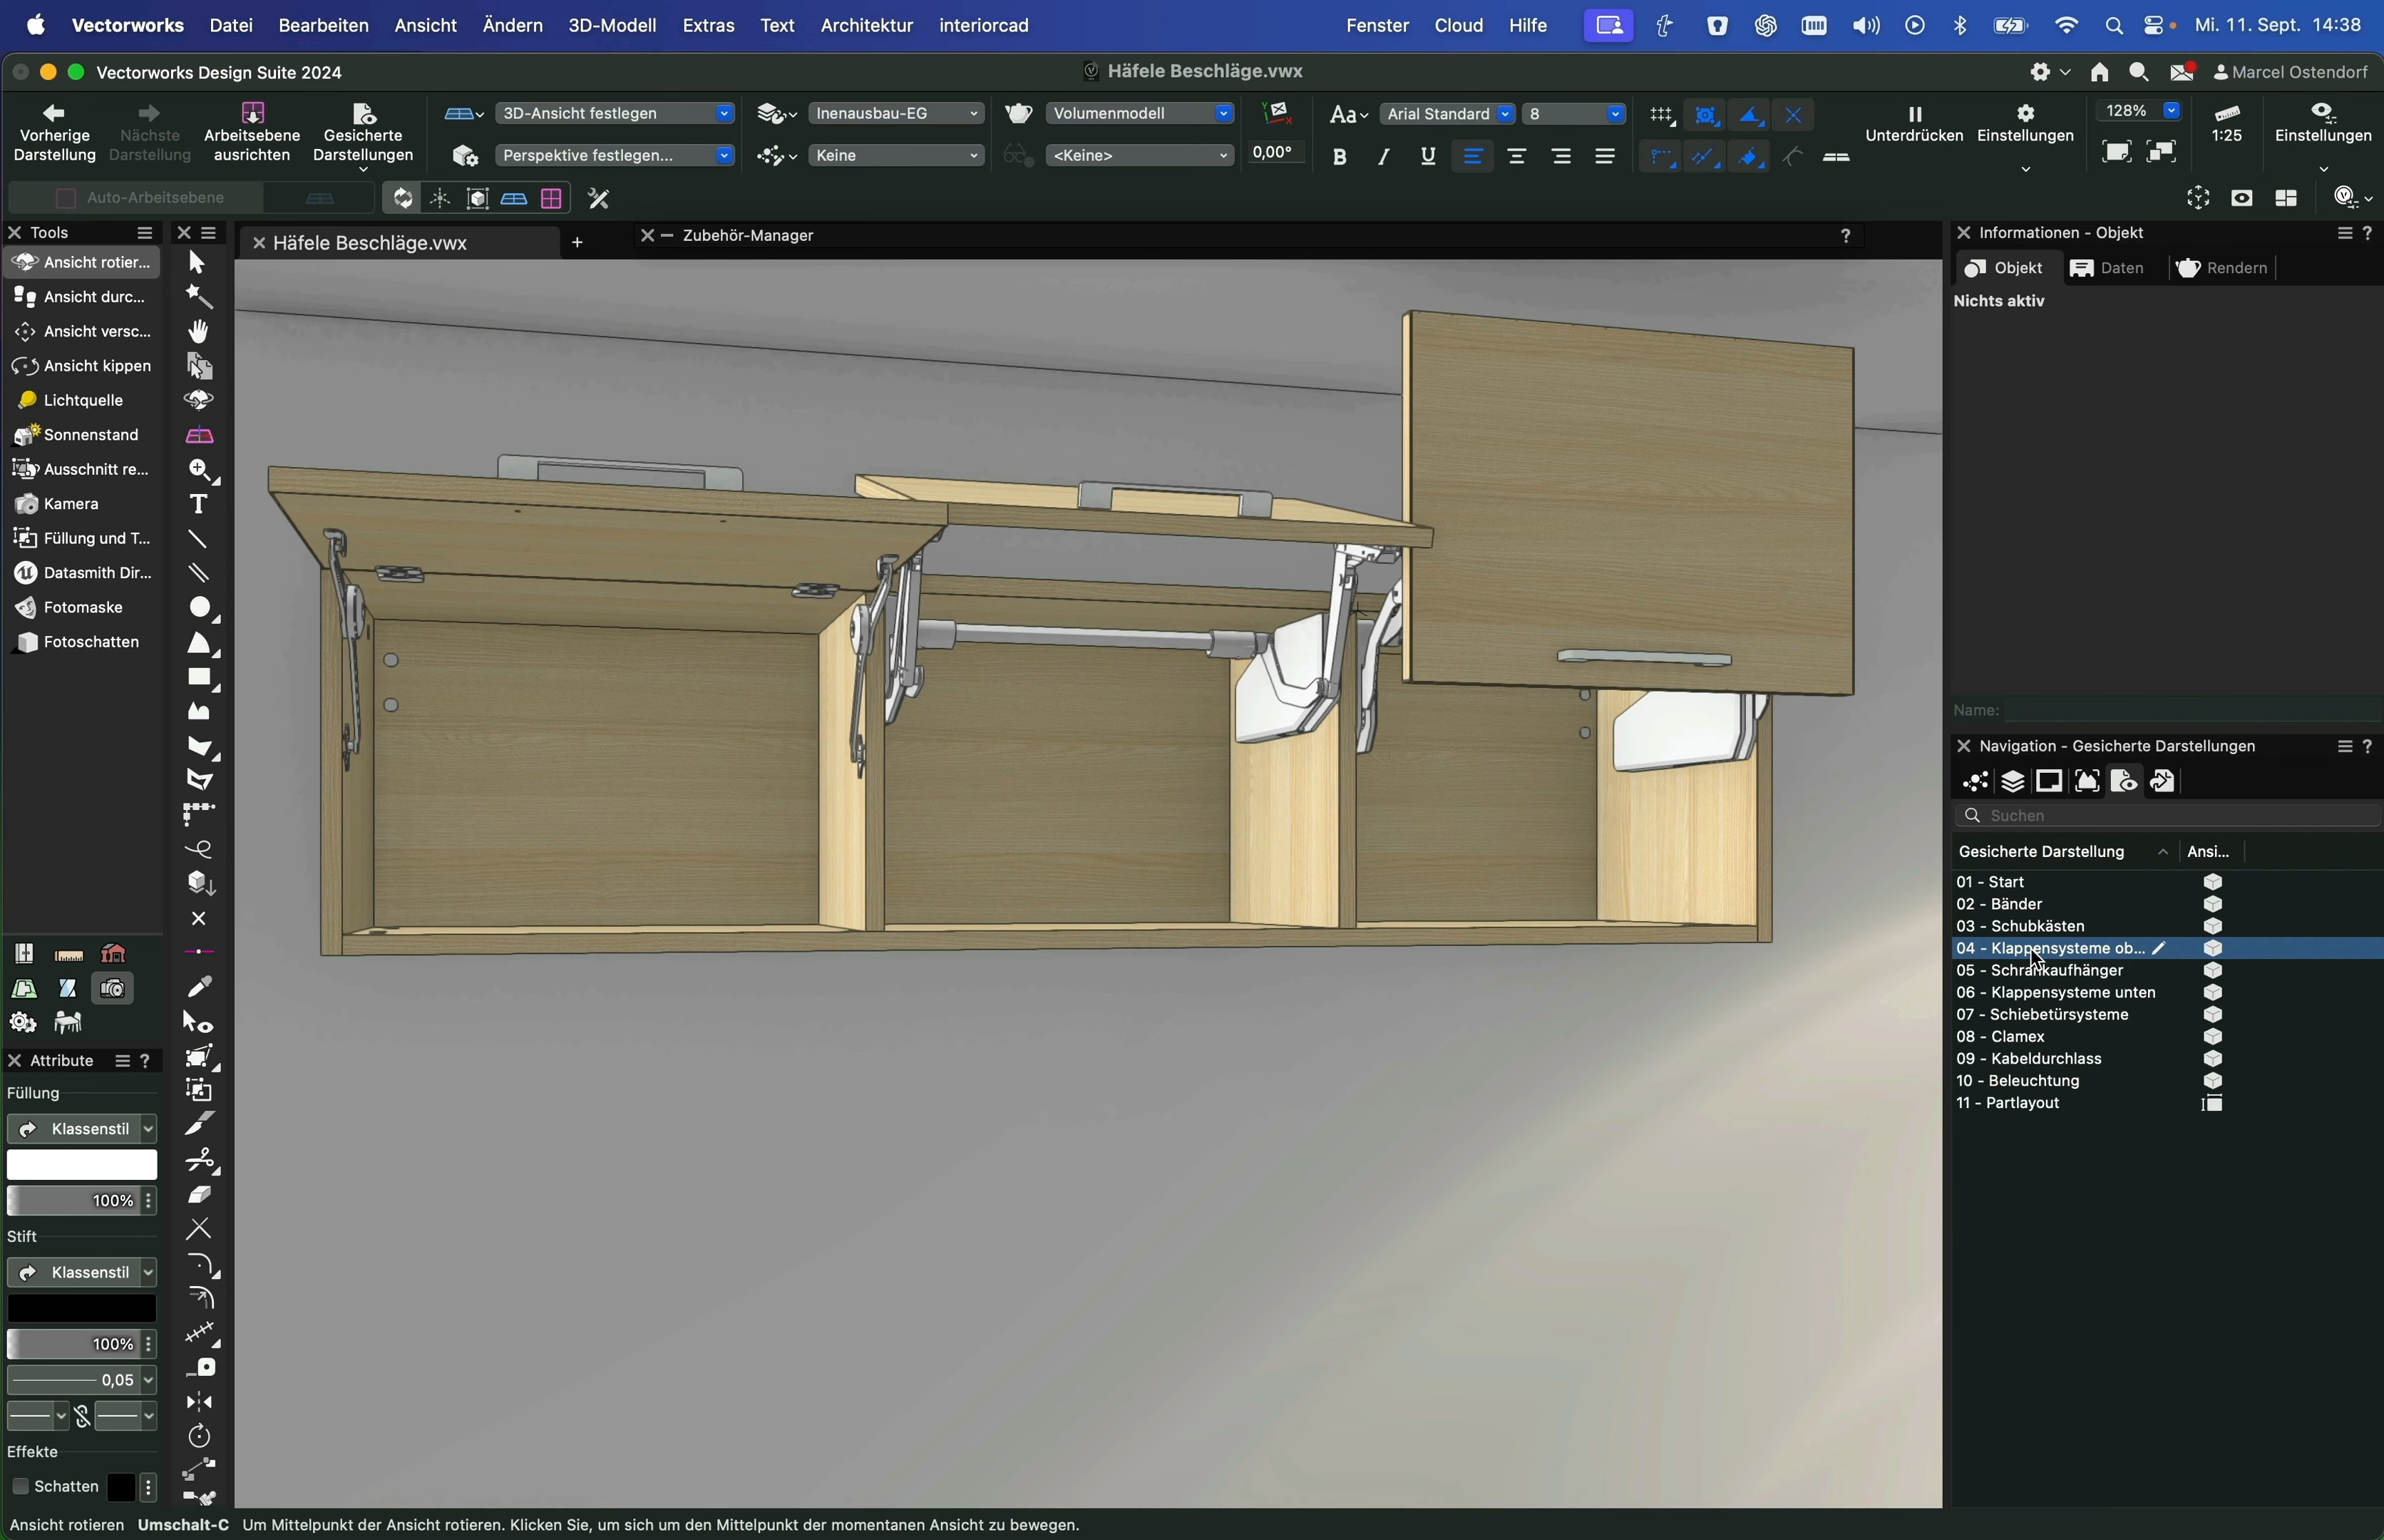 Vectorworks Datei Bearbeiten Ansicht Ändern 3D-Modell Extras Text Architektur interiorcad Fenster Cloud Hilfe Mi. 11. Sept. 14:38
Vectorworks Design Suite 2024 Häfele Beschläge.vwx Marcel Ostendorf
Vorherige Darstellung
Nächste Darstellung
Arbeitsebene ausrichten
Gesicherte Darstellungen
3D-Ansicht festlegen
Perspektive festlegen...
Inenausbau-EG
Keine
Volumenmodell
<Keine>
0,00°
Aa
Arial Standard
8
B I U
Unterdrücken
Einstellungen
128%
1:25
Einstellungen
Auto-Arbeitsebene
Tools
Ansicht rotier...
Ansicht durc...
Ansicht versc...
Ansicht kippen
Lichtquelle
Sonnenstand
Ausschnitt re...
Kamera
Füllung und T...
Datasmith Dir...
Fotomaske
Fotoschatten
Attribute ?
Füllung
Klassenstil
100%
Stift
Klassenstil
100%
0,05
Effekte
Schatten
T
Häfele Beschläge.vwx +
Zubehör-Manager ?
Informationen - Objekt ?
Objekt Daten Rendern
Nichts aktiv
Name:
Navigation - Gesicherte Darstellungen ?
Suchen
Gesicherte Darstellung Ansi...
01 - Start
02 - Bänder
03 - Schubkästen
04 - Klappensysteme ob...
05 - Schrankaufhänger
06 - Klappensysteme unten
07 - Schiebetürsysteme
08 - Clamex
09 - Kabeldurchlass
10 - Beleuchtung
11 - Partlayout
Ansicht rotieren Umschalt-C Um Mittelpunkt der Ansicht rotieren. Klicken Sie, um sich um den Mittelpunkt der momentanen Ansicht zu bewegen.